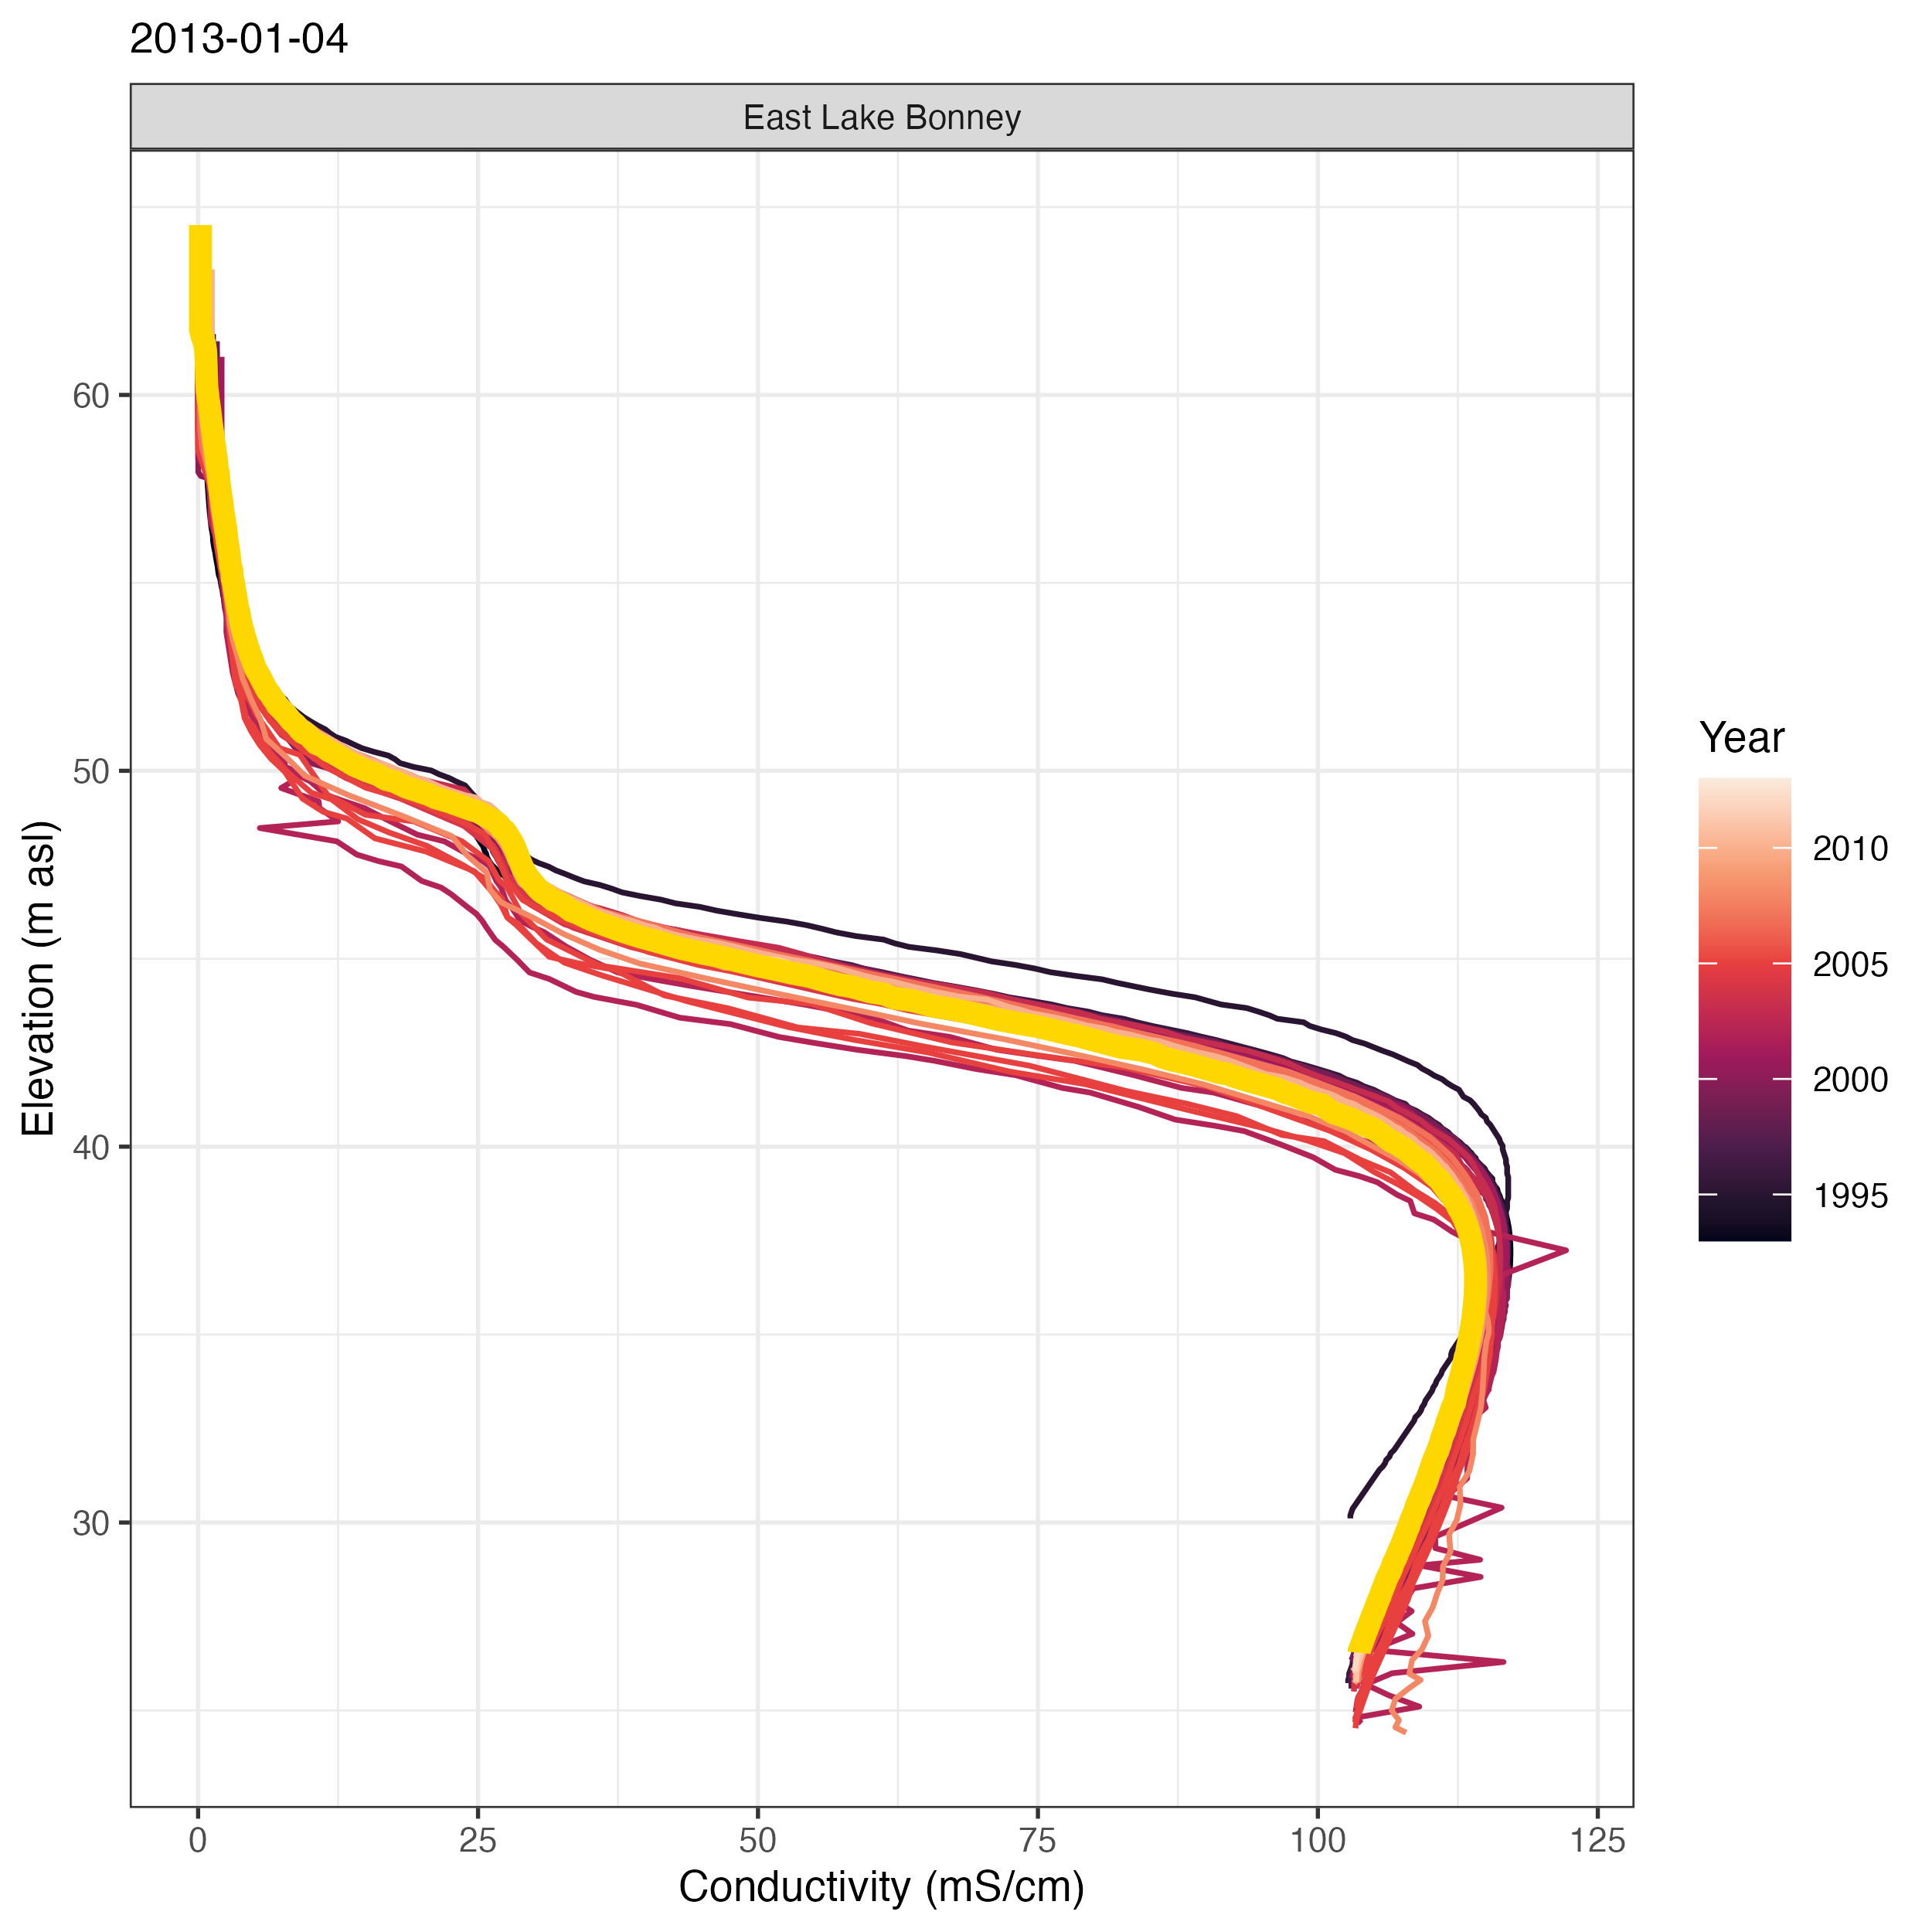 2013-01-04
East Lake Bonney
60
50
40
30
Elevation (m asl)
0 25 50 75 100 125
Conductivity (mS/cm)
Year
2010
2005
2000
1995